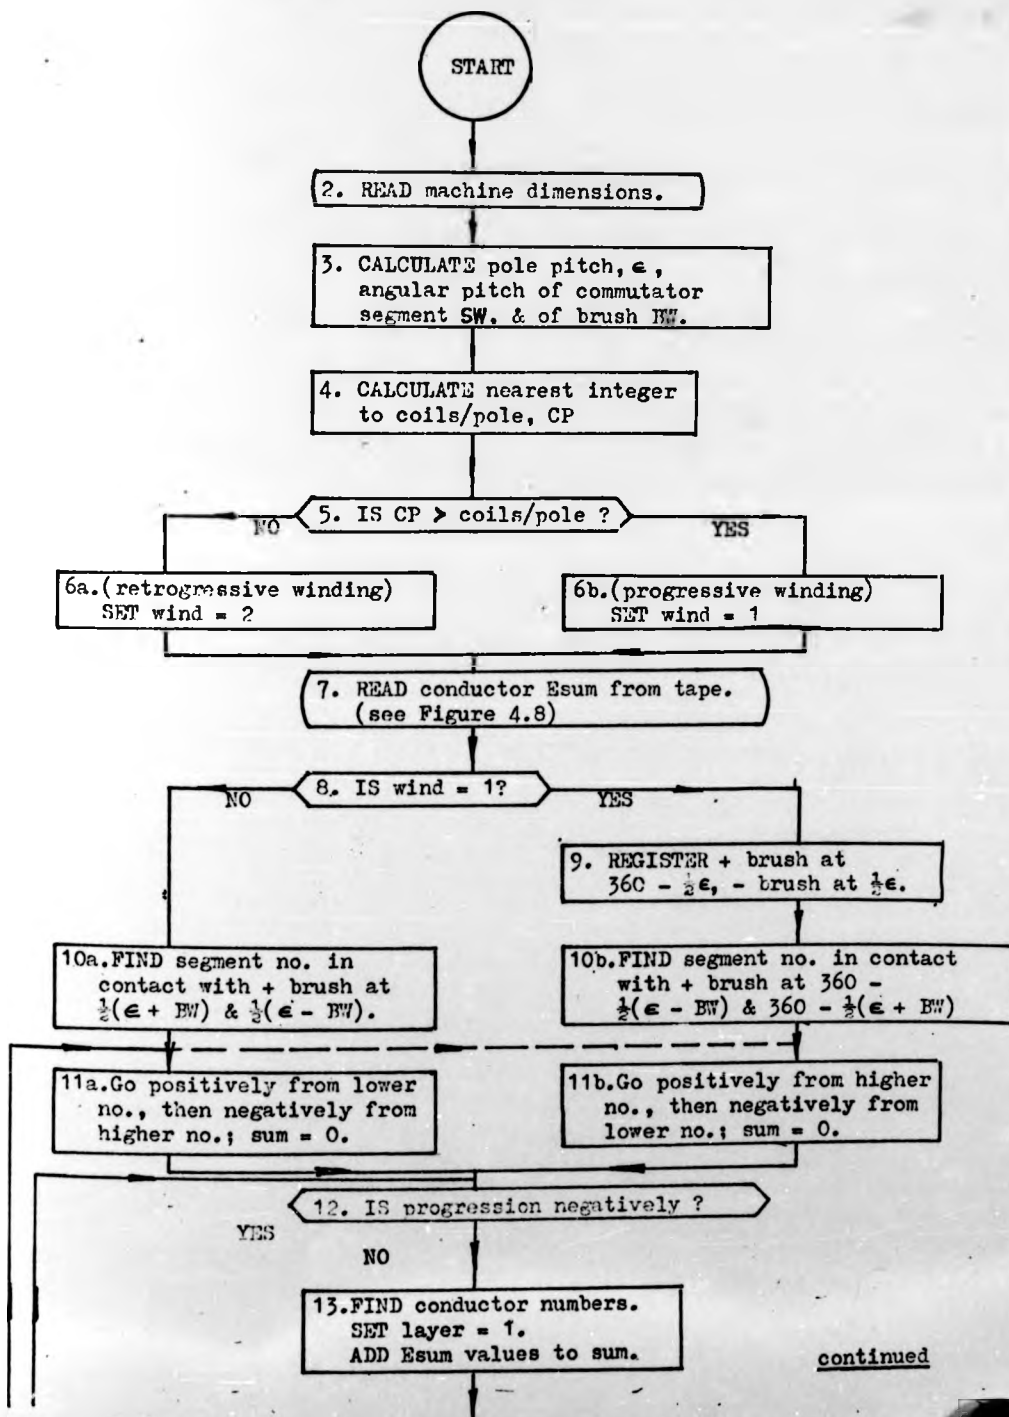 START
2. READ machine dimensions.
3. CALCULATE pole pitch, ϵ,
angular pitch of commutator
segment SW. & of brush BW.
4. CALCULATE nearest integer
to coils/pole, CP
5. IS CP > coils/pole ?
NO
YES
6a.(retrogressive winding)
SET wind = 2
6b.(progressive winding)
SET wind = 1
7. READ conductor Esum from tape.
(see Figure 4.8)
8. IS wind = 1?
NO
YES
9. REGISTER + brush at
360 - ½ϵ, - brush at ½ϵ.
10a.FIND segment no. in
contact with + brush at
½(ϵ + BW) & ½(ϵ - BW).
10b.FIND segment no. in contact
with + brush at 360 -
½(ϵ - BW) & 360 - ½(ϵ + BW)
11a.Go positively from lower
no., then negatively from
higher no.; sum = 0.
11b.Go positively from higher
no., then negatively from
lower no.; sum = 0.
12. IS progression negatively ?
YES
NO
13.FIND conductor numbers.
SET layer = 1.
ADD Esum values to sum.
continued